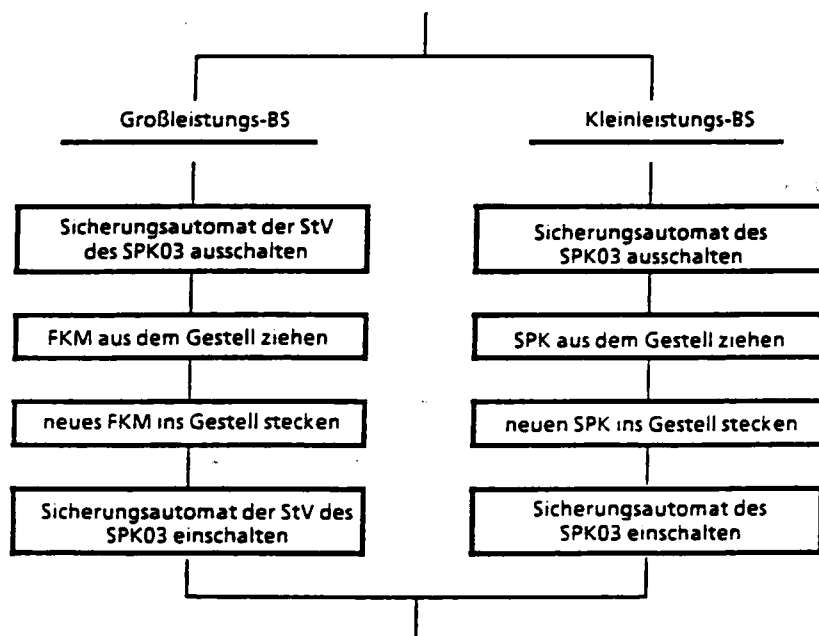 Großleistungs-BS
Kleinleistungs-BS
Sicherungsautomat der StV
des SPK03 ausschalten
Sicherungsautomat des
SPK03 ausschalten
FKM aus dem Gestell ziehen
SPK aus dem Gestell ziehen
neues FKM ins Gestell stecken
neuen SPK ins Gestell stecken
Sicherungsautomat der StV des
SPK03 einschalten
Sicherungsautomat des
SPK03 einschalten